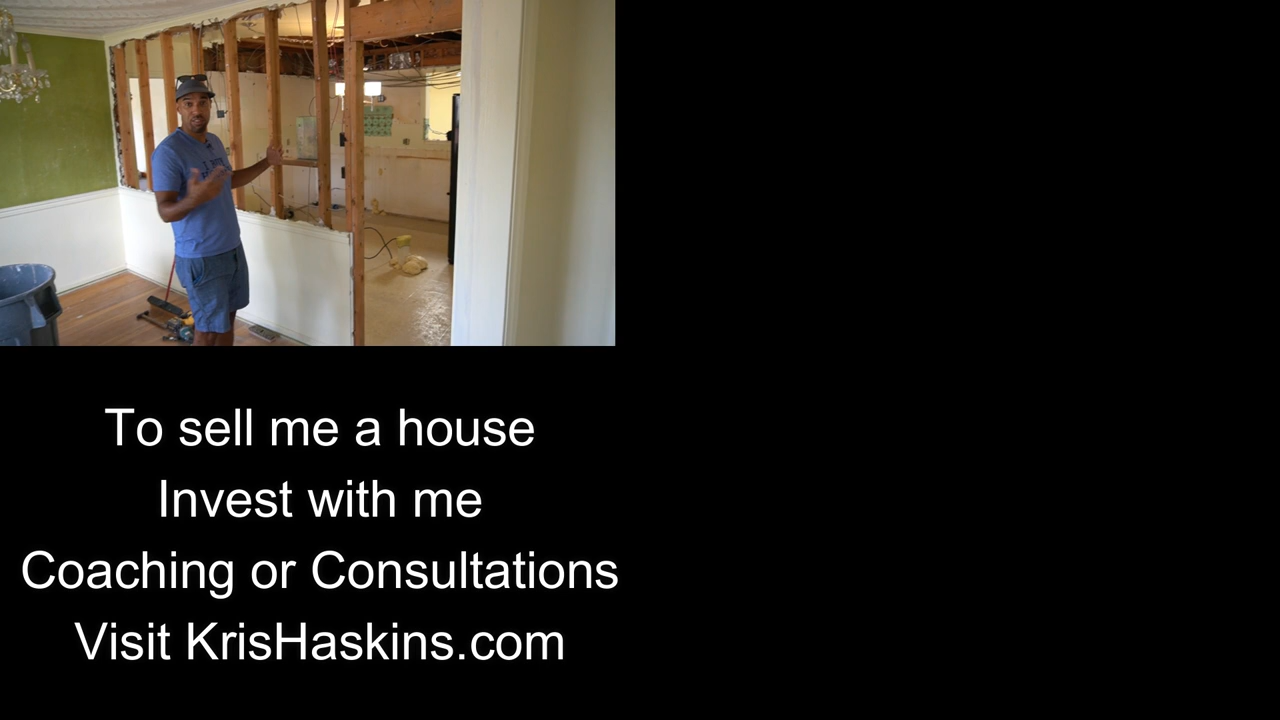 To sell me a house
Invest with me
Coaching or Consultations
Visit KrisHaskins.com